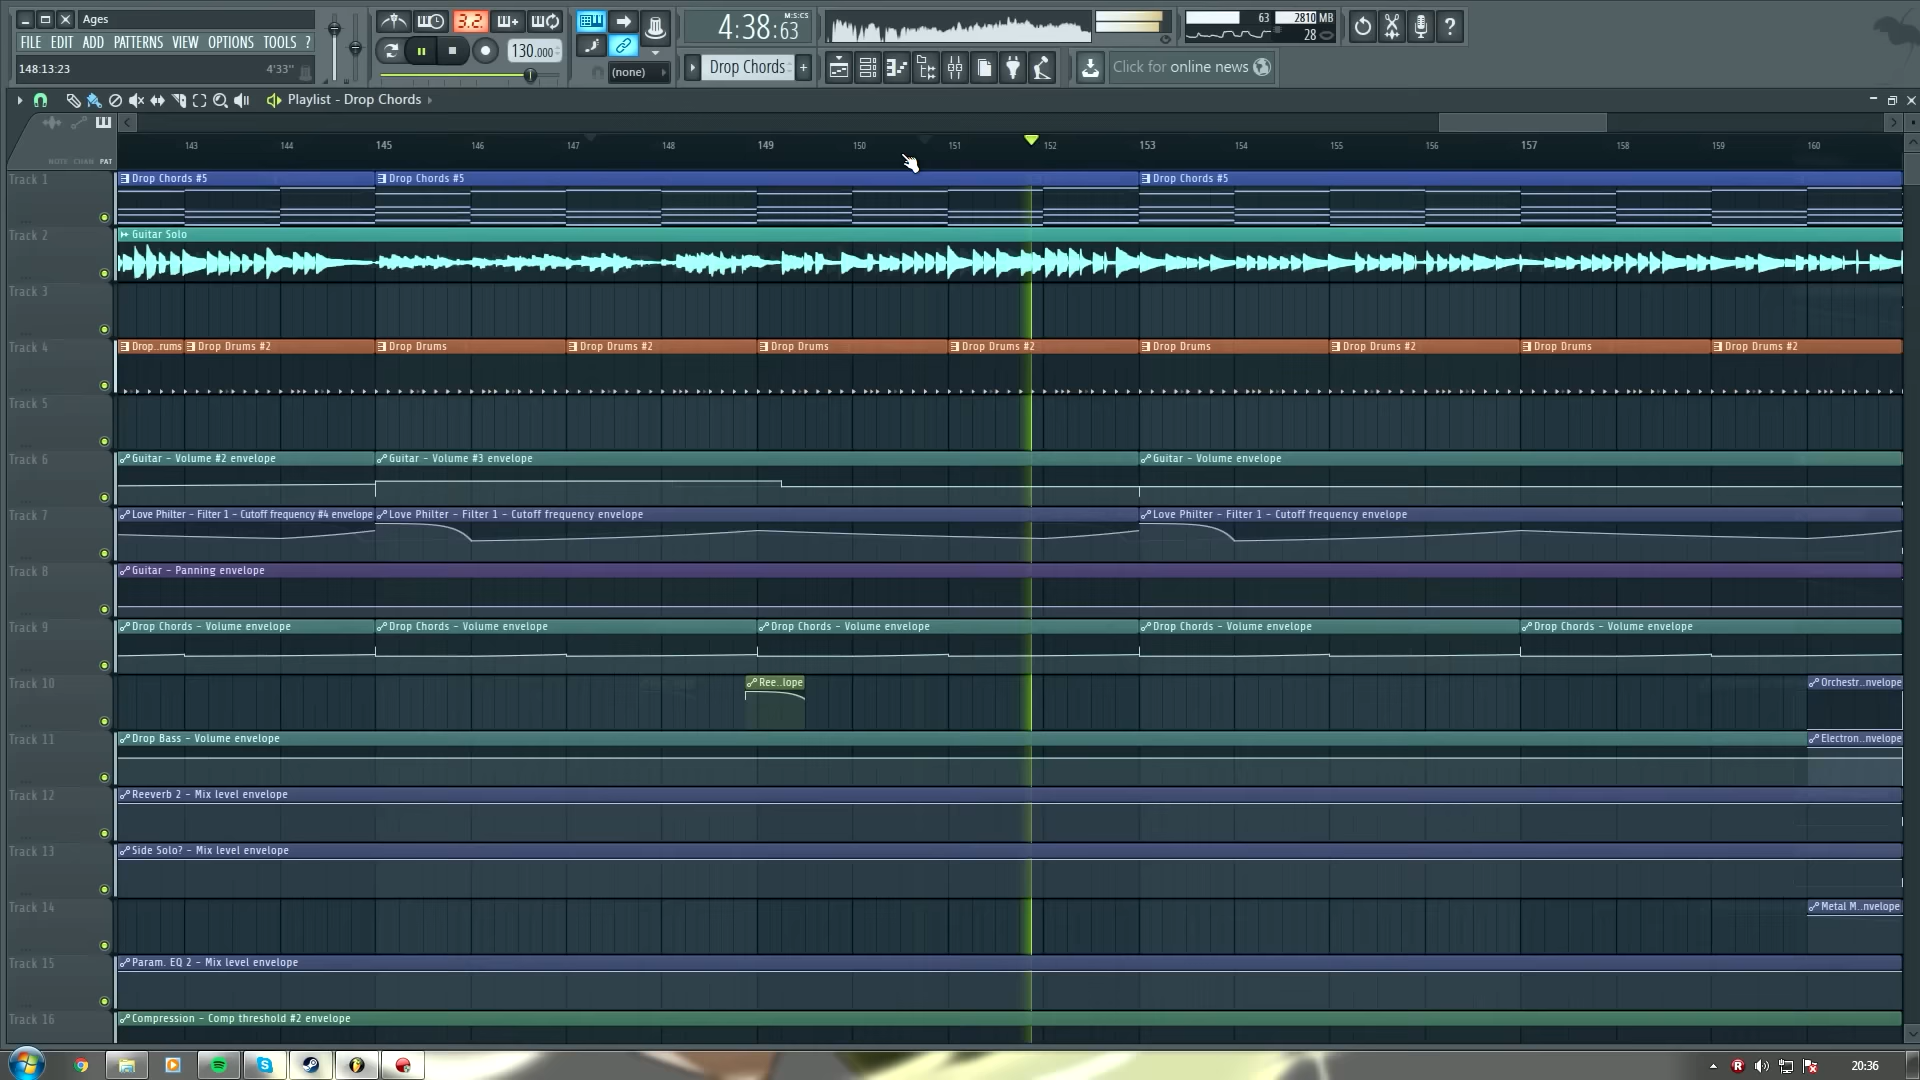 Ages
FILE EDIT ADD PATTERNS VIEW OPTIONS TOOLS ?
148:13:23 4'33"
3.2.
130.000
(none)
4:38:63
M:S:CS
Drop Chords
+
63 2810 MB
28
?
Click for online news
Playlist - Drop Chords
NOTE CHAN PAT
143 144 145 146 147 148 149 150 151 152 153 154 155 156 157 158 159 160
Track 1
Drop Chords #5 Drop Chords #5 Drop Chords #5
Track 2
Guitar Solo
Track 3
Track 4
Drop..rums Drop Drums #2 Drop Drums Drop Drums #2 Drop Drums Drop Drums #2 Drop Drums Drop Drums #2 Drop Drums Drop Drums #2
Track 5
Track 6
Guitar - Volume #2 envelope Guitar - Volume #3 envelope Guitar - Volume envelope
Track 7
Love Philter - Filter 1 - Cutoff frequency #4 envelope Love Philter - Filter 1 - Cutoff frequency envelope Love Philter - Filter 1 - Cutoff frequency envelope
Track 8
Guitar - Panning envelope
Track 9
Drop Chords - Volume envelope Drop Chords - Volume envelope Drop Chords - Volume envelope Drop Chords - Volume envelope Drop Chords - Volume envelope
Track 10
Ree..lope Orchestr..nvelope
Track 11
Drop Bass - Volume envelope Electron..nvelope
Track 12
Reeverb 2 - Mix level envelope
Track 13
Side Solo? - Mix level envelope
Track 14
Metal M..nvelope
Track 15
Param. EQ 2 - Mix level envelope
Track 16
Compression - Comp threshold #2 envelope
20:36